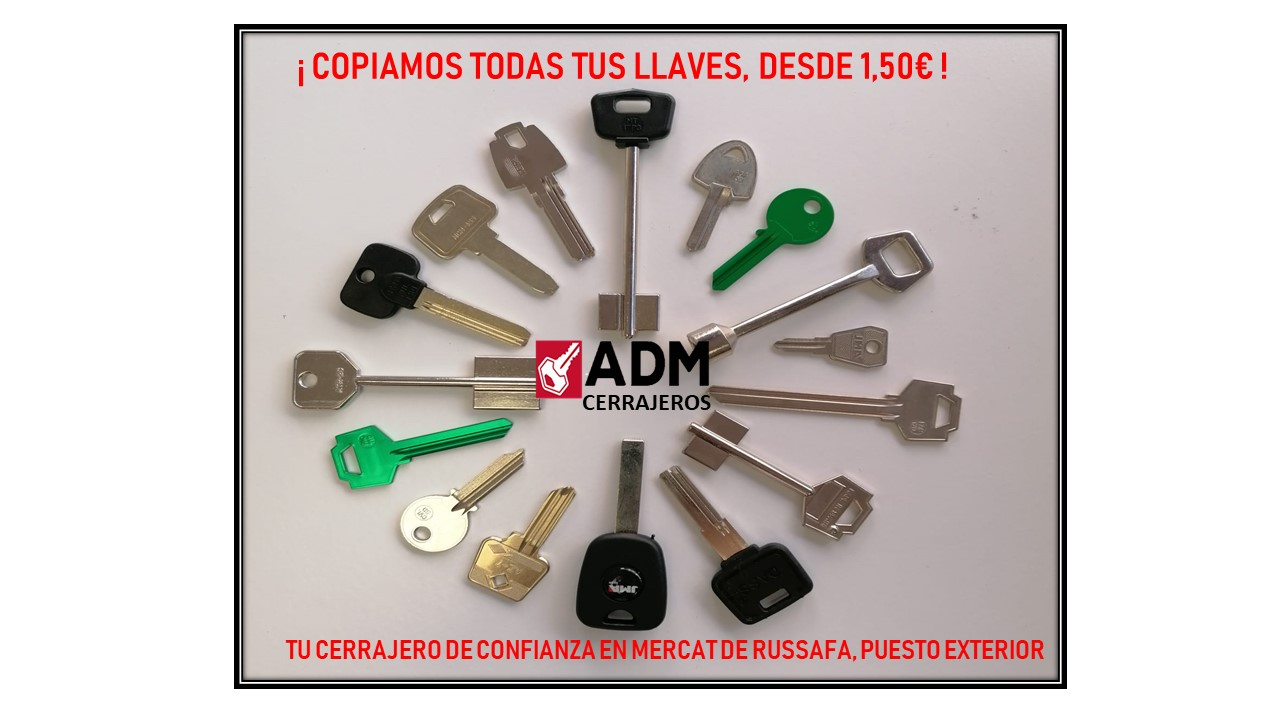 ¡ COPIAMOS TODAS TUS LLAVES, DESDE 1,50€ !
ADM
CERRAJEROS
JMA
TU CERRAJERO DE CONFIANZA EN MERCAT DE RUSSAFA, PUESTO EXTERIOR